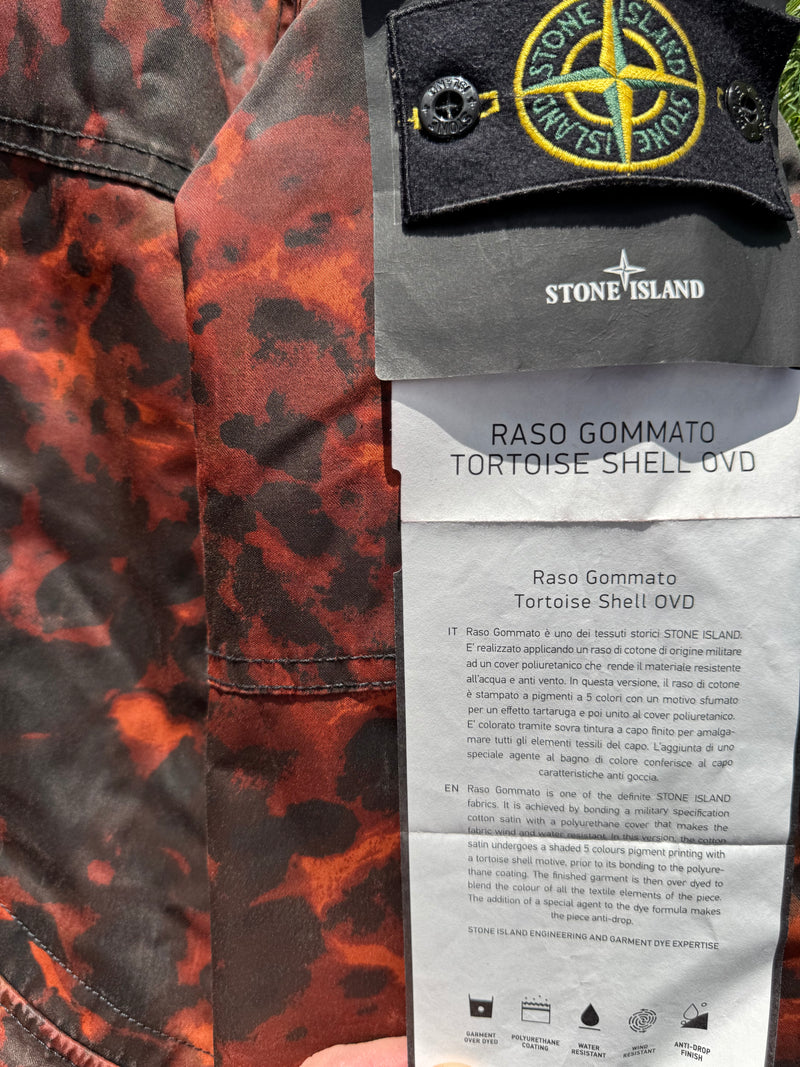 STONE ISLAND
STONE ISLAND
STONE ISLAND
RASO GOMMATO
TORTOISE SHELL OVD
Raso Gommato
Tortoise Shell OVD
IT Raso Gommato è uno dei tessuti storici STONE ISLAND.
E' realizzato applicando un raso di cotone di origine militare
ad un cover poliuretanico che rende il materiale resistente
all'acqua e anti vento. In questa versione, il raso di cotone
è stampato a pigmenti a 5 colori con un motivo sfumato
per un effetto tartaruga e poi unito al cover poliuretanico.
E' colorato tramite sovra tintura a capo finito per amalga-
mare tutti gli elementi tessili del capo. L'aggiunta di uno
speciale agente al bagno di colore conferisce al capo
caratteristiche anti goccia.
EN Raso Gommato is one of the definite STONE ISLAND
fabrics. It is achieved by bonding a military specification
cotton satin with a polyurethane cover that makes the
fabric wind and water resistant. In this version, the cotton
satin undergoes a shaded 5 colours pigment printing with
a tortoise shell motive, prior to its bonding to the polyure-
thane coating. The finished garment is then over dyed to
blend the colour of all the textile elements of the piece.
The addition of a special agent to the dye formula makes
the piece anti-drop.
STONE ISLAND ENGINEERING AND GARMENT DYE EXPERTISE
GARMENT
OVER DYED
POLYURETHANE
COATING
WATER
RESISTANT
WIND
RESISTANT
ANTI-DROP
FINISH